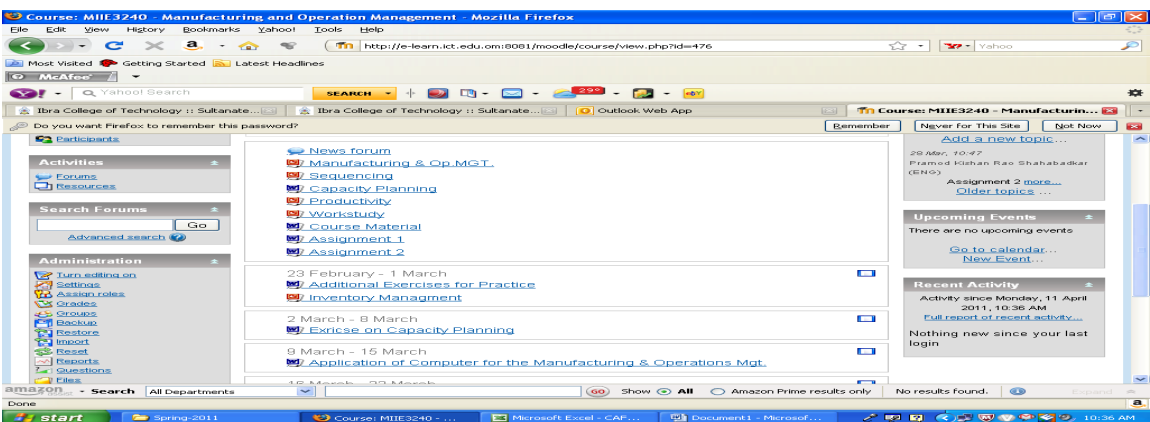 Course: MIIE3240 - Manufacturing and Operation Management - Mozilla Firefox
File Edit View History Bookmarks Yahoo! Tools Help
http://e-learn.ict.edu.om:8081/moodle/course/view.php?id=476
Yahoo
Most Visited Getting Started Latest Headlines
McAfee
Yahoo! Search SEARCH 299
Ibra College of Technology :: Sultanate... Ibra College of Technology :: Sultanate... Outlook Web App Course: MIIE3240 - Manufacturin...
Do you want Firefox to remember this password? Remember Never for This Site Not Now
Participants
Activities
Forums
Resources
Search Forums
Go
Advanced search
Administration
Turn editing on
Settings
Assign roles
Grades
Groups
Backup
Restore
Import
Reset
Reports
Questions
Files
News forum
Manufacturing & Op.MGT.
Sequencing
Capacity Planning
Productivity
Workstudy
Course Material
Assignment 1
Assignment 2
23 February - 1 March
Additional Exercises for Practice
Inventory Managment
2 March - 8 March
Exricse on Capacity Planning
9 March - 15 March
Application of Computer for the Manufacturing & Operations Mgt.
16 March - 22 March
Add a new topic...
29 Mar, 10:47
Pramod Kishan Rao Shahabadkar (ENG)
Assignment 2 more...
Older topics ...
Upcoming Events
There are no upcoming events
Go to calendar...
New Event...
Recent Activity
Activity since Monday, 11 April
2011, 10:36 AM
Full report of recent activity...
Nothing new since your last
login
amazon Search All Departments GO Show All Amazon Prime results only No results found. Expand
Done
start Spring-2011 Course: MIIE3240 - ... Microsoft Excel - CAF... Document1 - Microsof... 10:36 AM